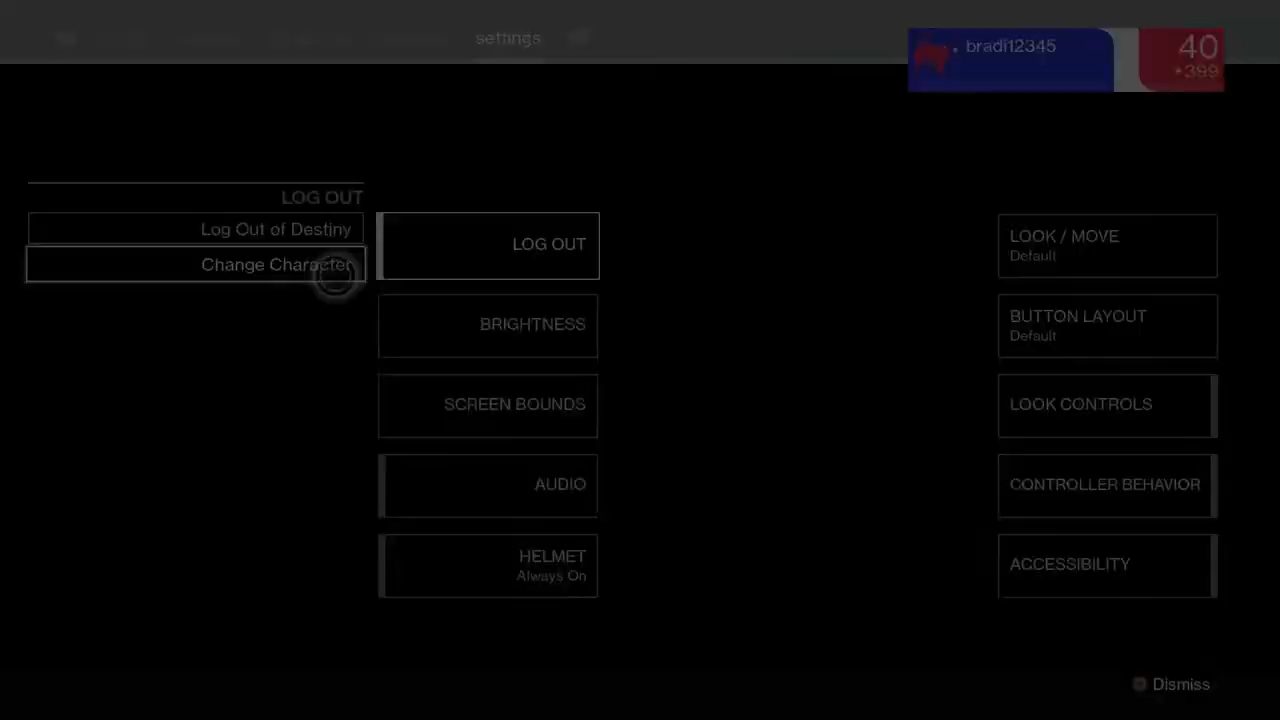 settings
bradi12345
40
399
LOG OUT
Log Out of Destiny
Change Character
LOG OUT
BRIGHTNESS
SCREEN BOUNDS
AUDIO
HELMET
Always On
LOOK / MOVE
Default
BUTTON LAYOUT
Default
LOOK CONTROLS
CONTROLLER BEHAVIOR
ACCESSIBILITY
Dismiss